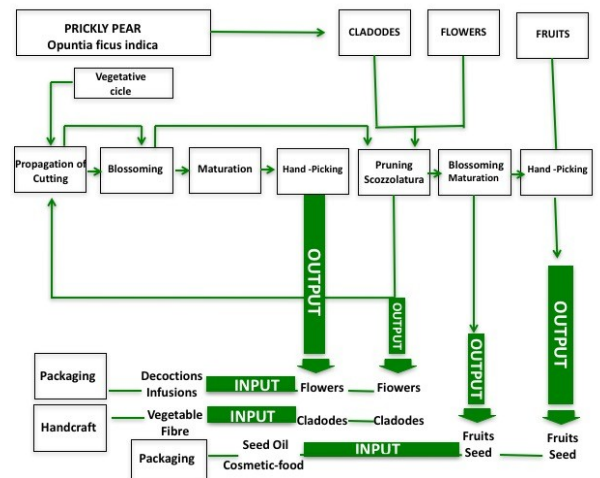 PRICKLY PEAR
Opuntia ficus indica
CLADODES
FLOWERS
FRUITS
Vegetative
cicle
Propagation of
Cutting
Blossoming
Maturation
Hand -Picking
Pruning
Scozzolatura
Blossoming
Maturation
Hand -Picking
OUTPUT
OUTPUT
OUTPUT
OUTPUT
Packaging
Decoctions
Infusions
INPUT
Flowers
Flowers
Handcraft
Vegetable
Fibre
INPUT
Cladodes
Cladodes
Packaging
Seed Oil
Cosmetic-food
INPUT
Fruits
Seed
Fruits
Seed